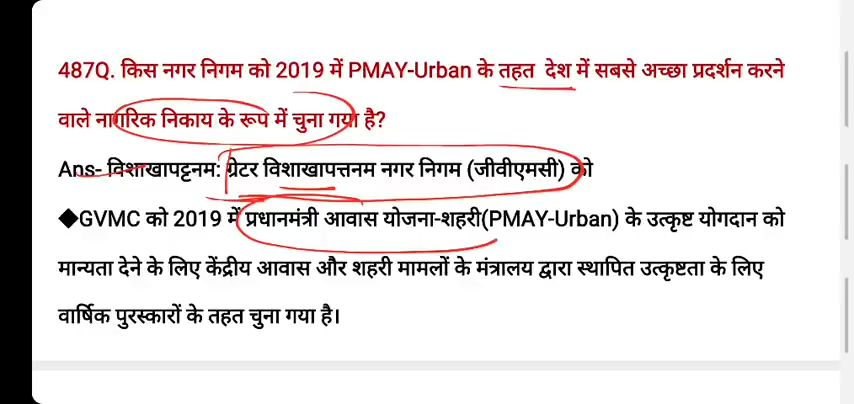 487Q. किस नगर निगम को 2019 में PMAY-Urban के तहत देश में सबसे अच्छा प्रदर्शन करने
वाले नागरिक निकाय के रूप में चुना गया है?
Ans- विशाखापट्टनम: ग्रेटर विशाखापत्तनम नगर निगम (जीवीएमसी) को
◆GVMC को 2019 में प्रधानमंत्री आवास योजना-शहरी(PMAY-Urban) के उत्कृष्ट योगदान को
मान्यता देने के लिए केंद्रीय आवास और शहरी मामलों के मंत्रालय द्वारा स्थापित उत्कृष्टता के लिए
वार्षिक पुरस्कारों के तहत चुना गया है।